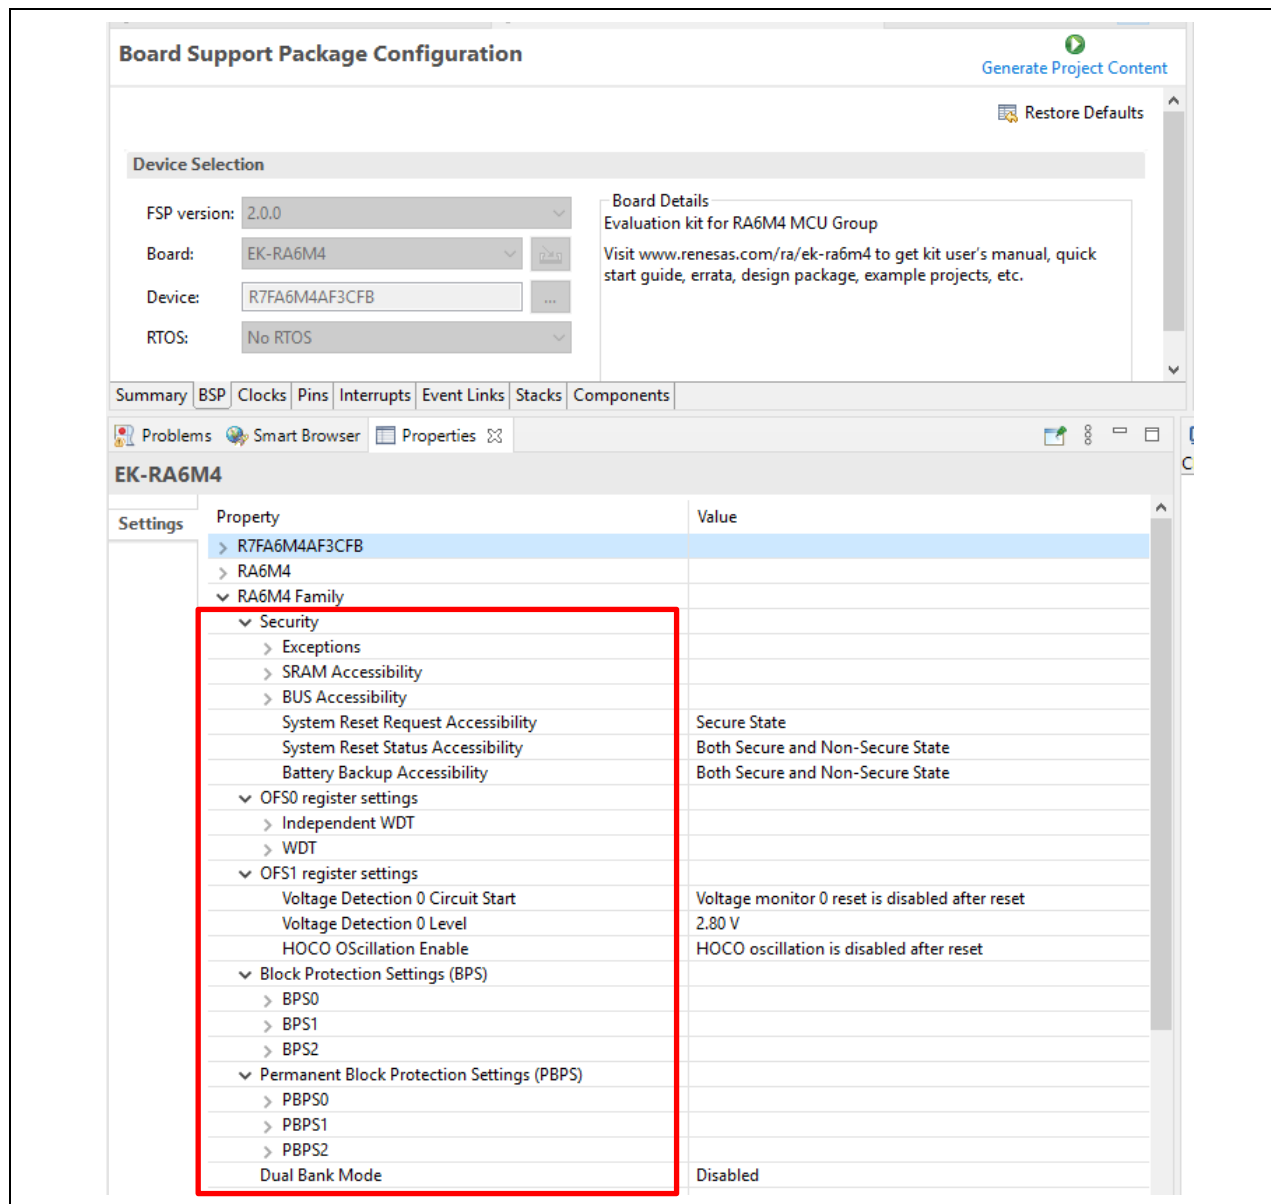 Board Support Package Configuration
Generate Project Content
Restore Defaults
Device Selection
FSP version: 2.0.0
Board: EK-RA6M4
Device: R7FA6M4AF3CFB ...
RTOS: No RTOS
Board Details
Evaluation kit for RA6M4 MCU Group
Visit www.renesas.com/ra/ek-ra6m4 to get kit user's manual, quick
start guide, errata, design package, example projects, etc.
Summary BSP Clocks Pins Interrupts Event Links Stacks Components
Problems Smart Browser Properties
C
EK-RA6M4
Settings
Property Value
R7FA6M4AF3CFB
RA6M4
RA6M4 Family
Security
Exceptions
SRAM Accessibility
BUS Accessibility
System Reset Request Accessibility Secure State
System Reset Status Accessibility Both Secure and Non-Secure State
Battery Backup Accessibility Both Secure and Non-Secure State
OFS0 register settings
Independent WDT
WDT
OFS1 register settings
Voltage Detection 0 Circuit Start Voltage monitor 0 reset is disabled after reset
Voltage Detection 0 Level 2.80 V
HOCO OScillation Enable HOCO oscillation is disabled after reset
Block Protection Settings (BPS)
BPS0
BPS1
BPS2
Permanent Block Protection Settings (PBPS)
PBPS0
PBPS1
PBPS2
Dual Bank Mode Disabled